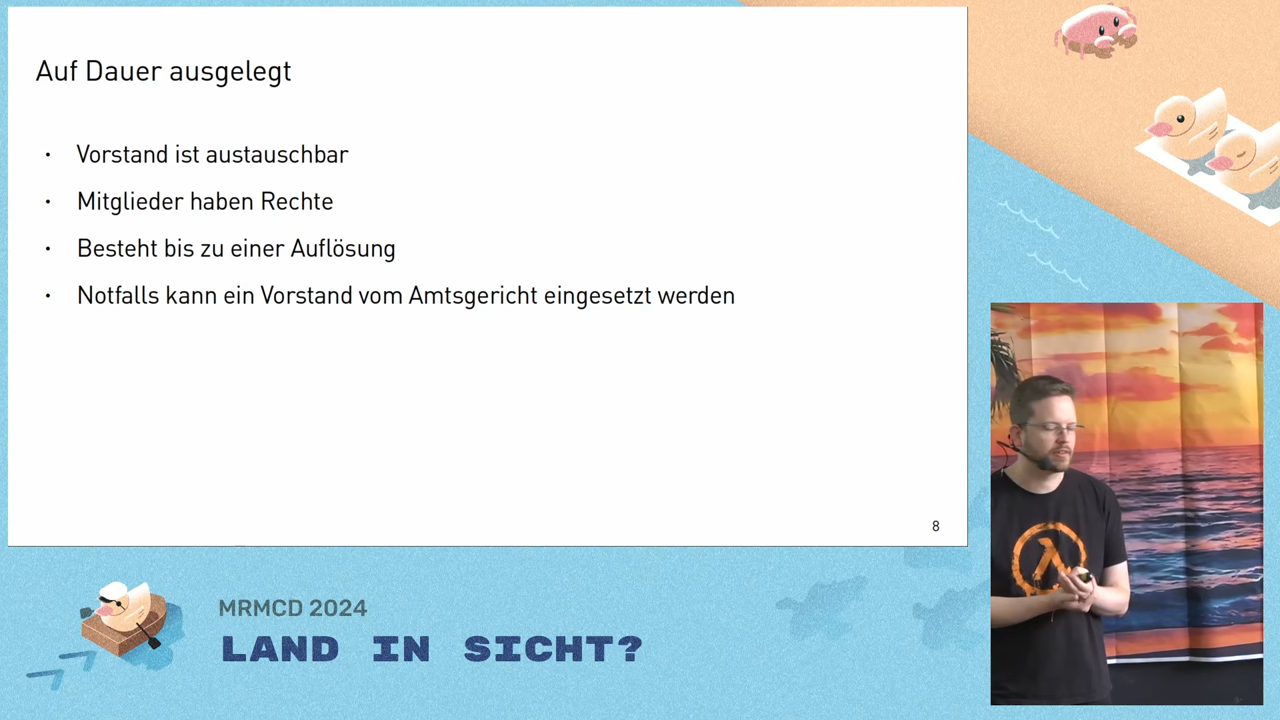 Auf Dauer ausgelegt
· Vorstand ist austauschbar
· Mitglieder haben Rechte
· Besteht bis zu einer Auflösung
· Notfalls kann ein Vorstand vom Amtsgericht eingesetzt werden
8
MRMCD 2024
LAND IN SICHT?